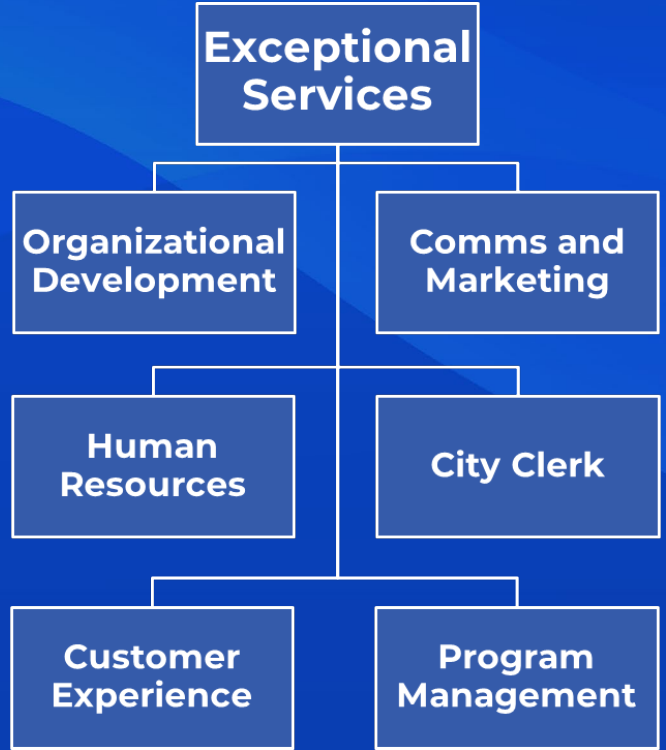 Exceptional
Services
Organizational
Development
Comms and
Marketing
Human
Resources
City Clerk
Customer
Experience
Program
Management